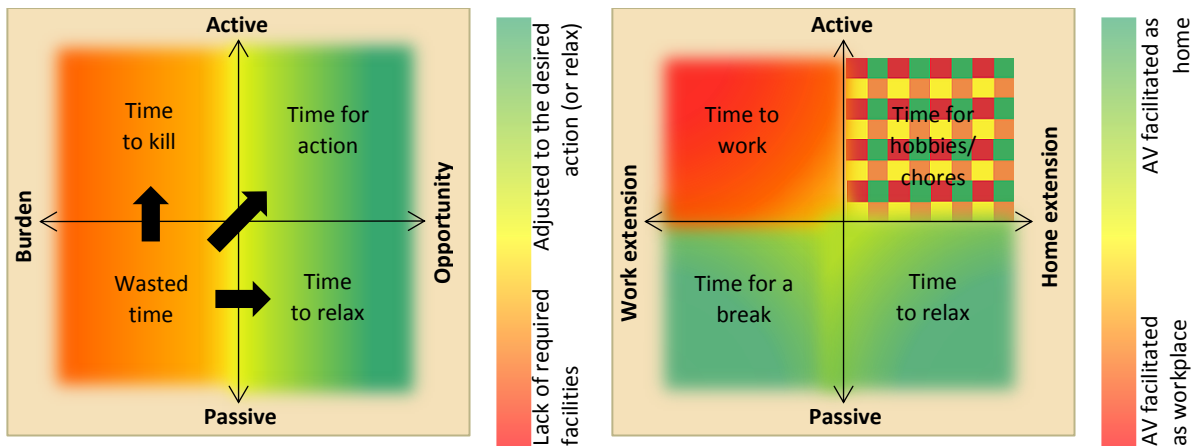 Active
Time
to kill
Time for
action
Burden
Opportunity
Wasted
time
Time
to relax
Passive
Lack of required
facilities
Adjusted to the desired
action (or relax)
Active
Time to
work
Time for
hobbies/
chores
Work extension
Home extension
Time for a
break
Time
to relax
Passive
AV facilitated
as workplace
AV facilitated as
home